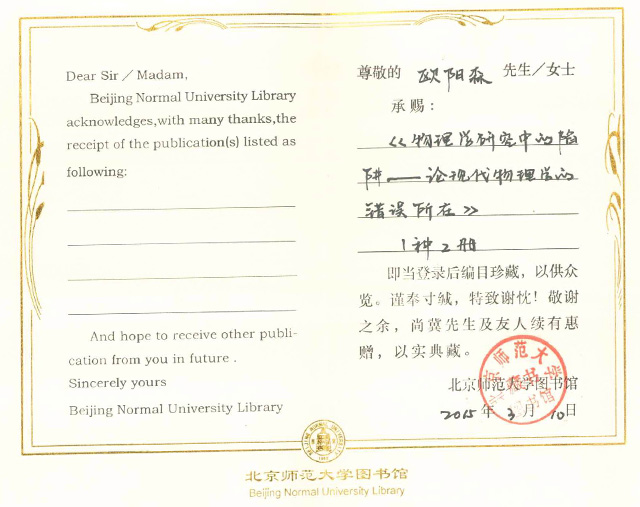 Dear Sir / Madam,
Beijing Normal University Library
acknowledges,with many thanks,the
receipt of the publication(s) listed as
following:
And hope to receive other publi-
cation from you in future .
Sincerely yours
Beijing Normal University Library
尊敬的 欧阳森 先生／女士
承赐：
《物理学研究中的陷
阱——论现代物理学的
错误所在》
1种2册
即当登录后编目珍藏，以供众
览。谨奉寸缄，特致谢忱！敬谢
之余，尚冀先生及友人续有惠
赠，以实典藏。
北京师范大学图书馆
2015年3月10日
北京师范大学图书馆
Beijing Normal University Library